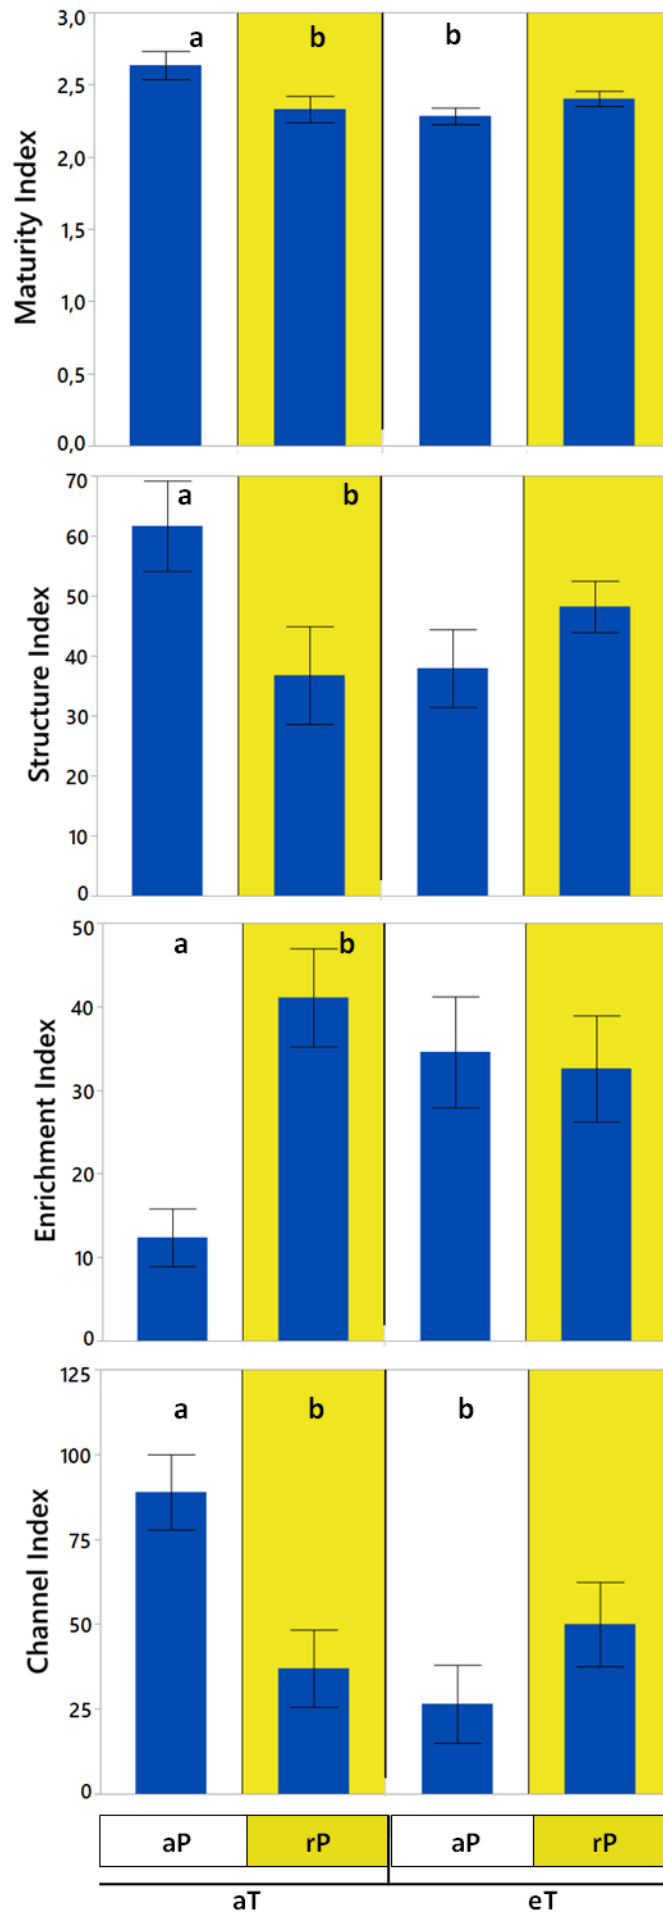 Maturity Index
3,0
2,5
2,0
1,5
1,0
0,5
0,0
a b b
Structure Index
70
60
50
40
30
20
10
0
a b
Enrichment Index
50
40
30
20
10
0
a b
Channel Index
125
100
75
50
25
0
a b b
aP rP aP rP
aT eT